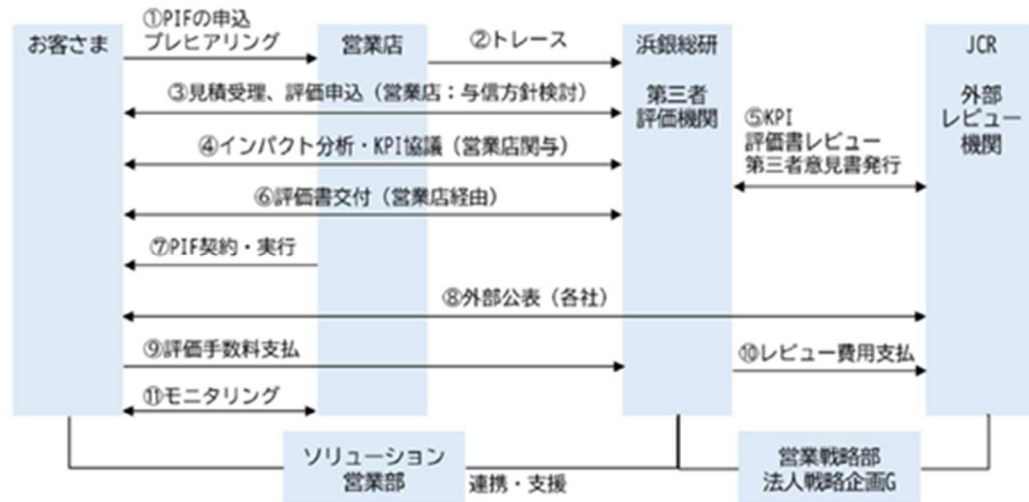 ①PIFの申込
プレヒアリング
お客さま
営業店
②トレース
浜銀総研
第三者
評価機関
JCR
外部
レビュー
機関
③見積受理、評価申込（営業店：与信方針検討）
④インパクト分析・KPI協議（営業店関与）
⑤KPI
評価書レビュー
第三者意見書発行
⑥評価書交付（営業店経由）
⑦PIF契約・実行
⑧外部公表（各社）
⑨評価手数料支払
⑩レビュー費用支払
⑪モニタリング
ソリューション
営業部
連携・支援
営業戦略部
法人戦略企画G